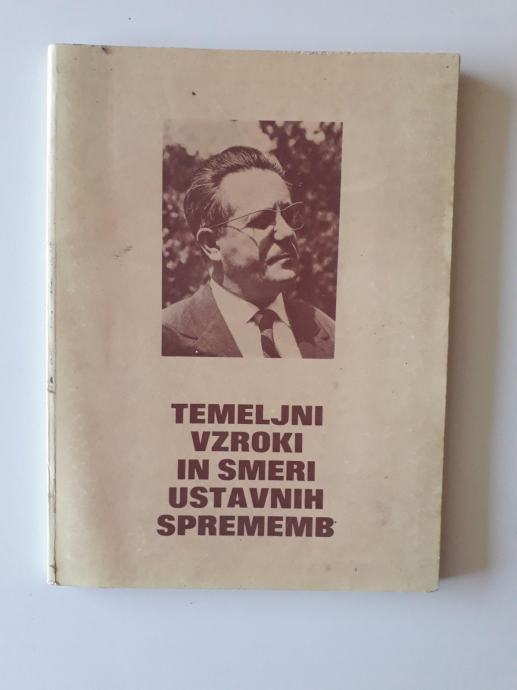 TEMELJNI
VZROKI
IN SMERI
USTAVNIH
SPREMEMB